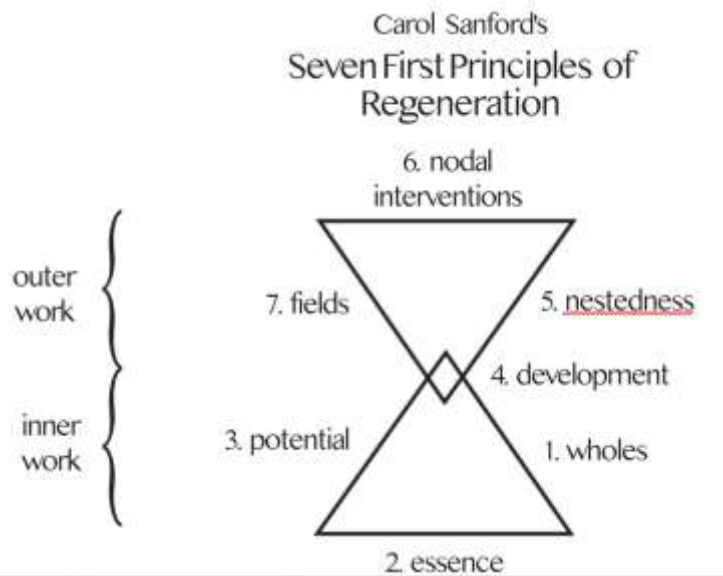 Carol Sanford's
Seven First Principles of
Regeneration
6. nodal
interventions
outer
work
7. fields
5. nestedness
4. development
inner
work
3. potential
1. wholes
2. essence